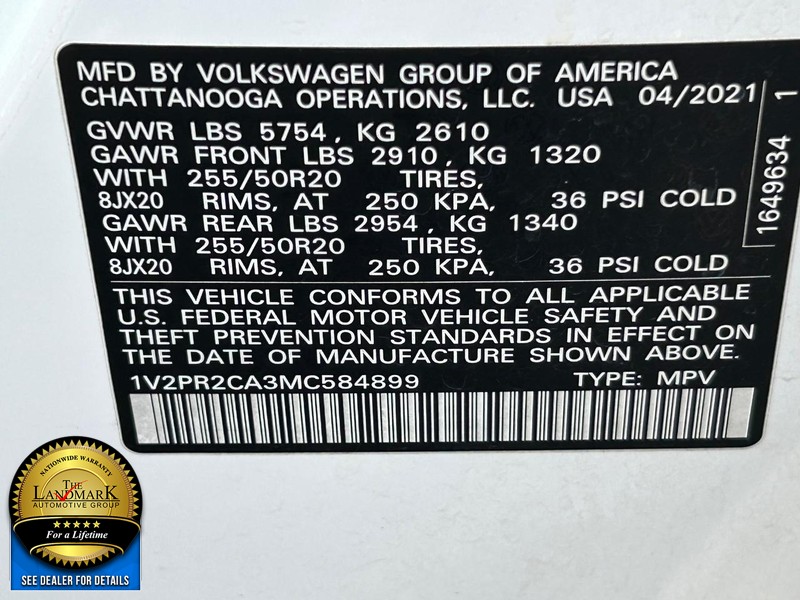 MFD BY VOLKSWAGEN GROUP OF AMERICA
CHATTANOOGA OPERATIONS, LLC. USA 04/2021
GVWR LBS 5754, KG 2610
GAWR FRONT LBS 2910, KG 1320
WITH 255/50R20 TIRES,
8JX20 RIMS, AT 250 KPA, 36 PSI COLD
GAWR REAR LBS 2954, KG 1340
WITH 255/50R20 TIRES,
8JX20 RIMS, AT 250 KPA, 36 PSI COLD
1649634 1
THIS VEHICLE CONFORMS TO ALL APPLICABLE
U.S. FEDERAL MOTOR VEHICLE SAFETY AND
THEFT PREVENTION STANDARDS IN EFFECT ON
THE DATE OF MANUFACTURE SHOWN ABOVE.
1V2PR2CA3MC584899 TYPE: MPV
NATIONWIDE WARRANTY
THE
LANDMARK
AUTOMOTIVE GROUP
For a Lifetime
SEE DEALER FOR DETAILS